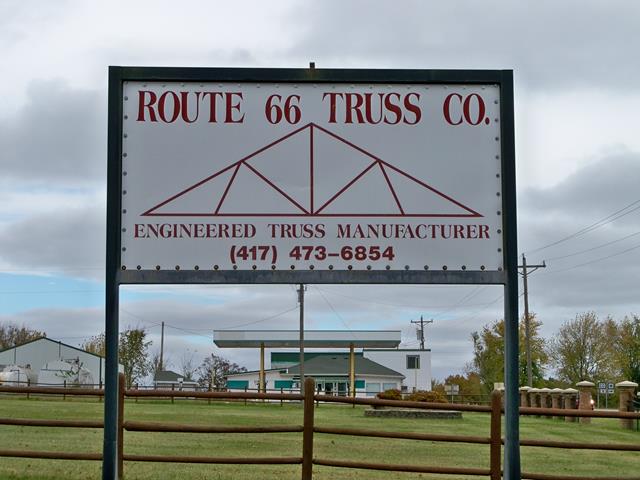 ROUTE 66 TRUSS CO.
ENGINEERED TRUSS MANUFACTURER
(417) 473-6854